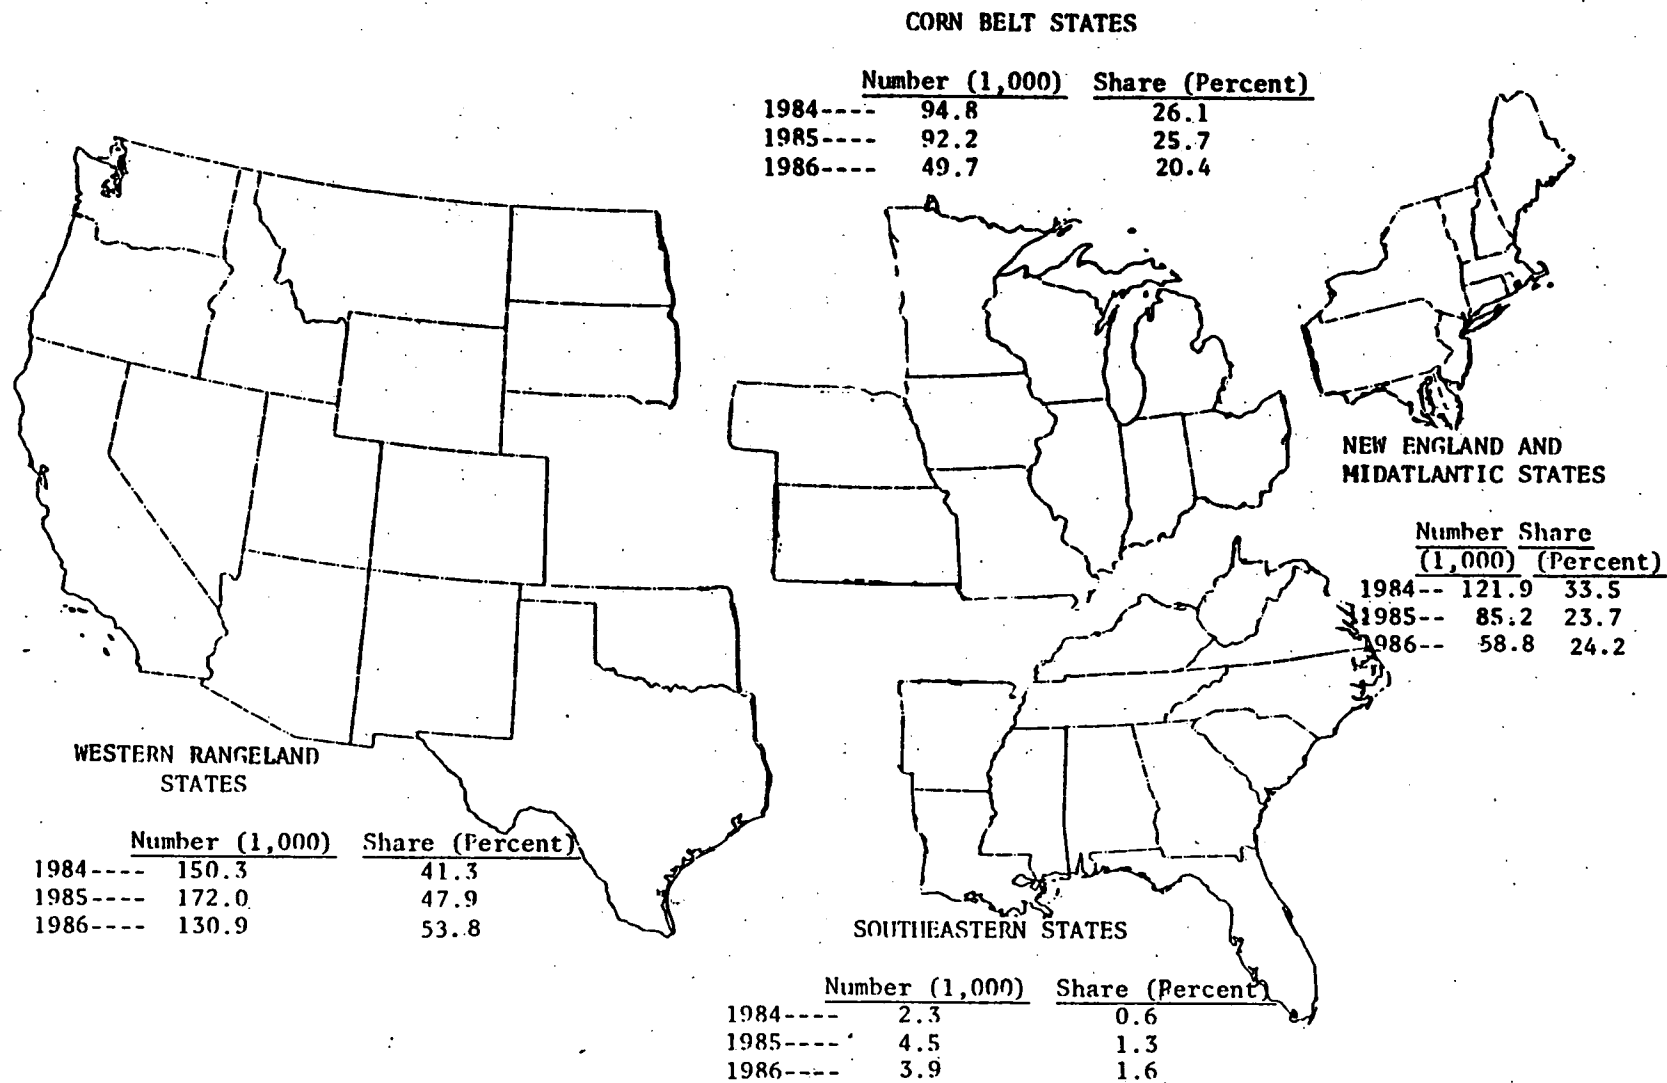 CORN BELT STATES
Number (1,000) Share (Percent)
1984---- 94.8 26.1
1985---- 92.2 25.7
1986---- 49.7 20.4
NEW ENGLAND AND
MIDATLANTIC STATES
Number Share
(1,000) (Percent)
1984-- 121.9 33.5
1985-- 85.2 23.7
1986-- 58.8 24.2
WESTERN RANGELAND
STATES
Number (1,000) Share (Percent)
1984---- 150.3 41.3
1985---- 172.0 47.9
1986---- 130.9 53.8
SOUTHEASTERN STATES
Number (1,000) Share (Percent)
1984---- 2.3 0.6
1985---- 4.5 1.3
1986---- 3.9 1.6